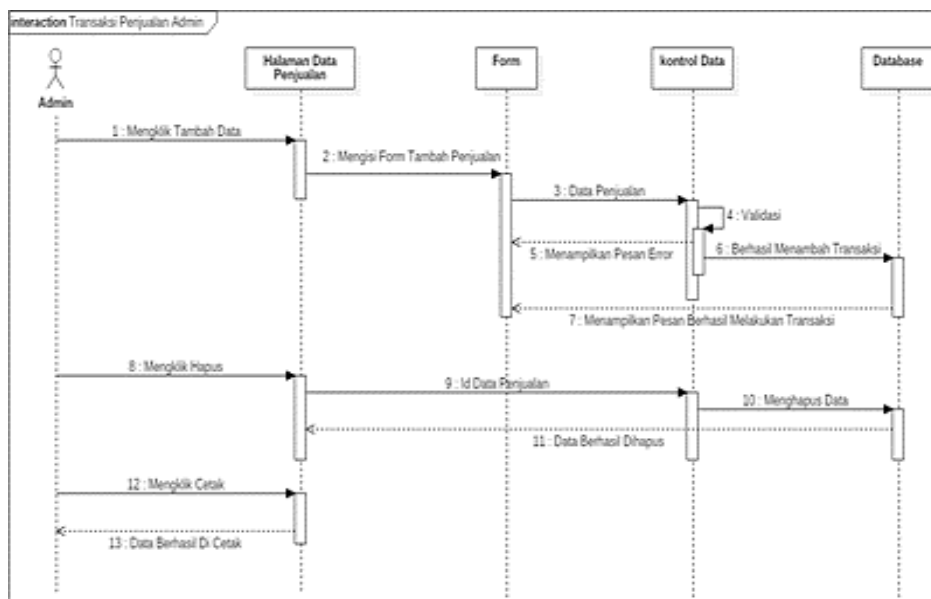 interaction Transaksi Penjualan Admin
Halaman Data
Penjualan
Form
kontrol Data
Database
Admin
1 : Mengklik Tambah Data
2 : Mengisi Form Tambah Penjualan
3 : Data Penjualan
4 : Validasi
5 : Menampilkan Pesan Error
6 : Berhasil Menambah Transaksi
7 : Menampilkan Pesan Berhasil Melakukan Transaksi
8 : Mengklik Hapus
9 : Id Data Penjualan
10 : Menghapus Data
11 : Data Berhasil Dihapus
12 : Mengklik Cetak
13 : Data Berhasil Di Cetak